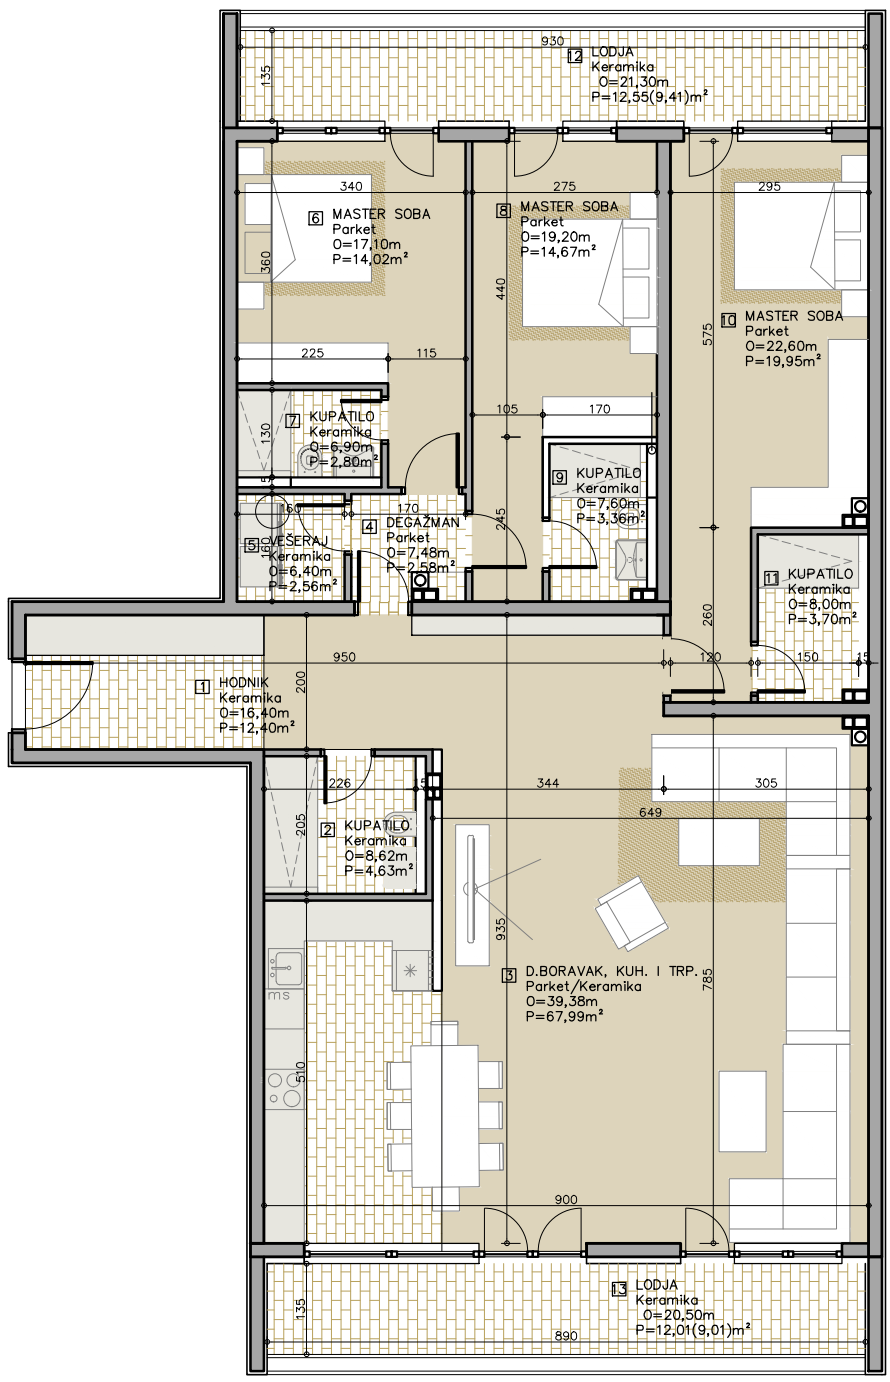 930
12 LODJA
Keramika
O=21,30m
P=12,55(9,41)m²
135
340
275
295
6 MASTER SOBA
Parket
O=17,10m
P=14,02m²
8 MASTER SOBA
Parket
O=19,20m
P=14,67m²
360
440
10 MASTER SOBA
Parket
O=22,60m
P=19,95m²
575
225
115
105
170
7 KUPATILO
Keramika
O=6,90m
P=2,80m²
130
9 KUPATILO
Keramika
O=7,60m
P=3,36m²
160
170
4 DEGAŽMAN
Parket
O=7,48m
P=2,58m²
245
5 VEŠERAJ
Keramika
O=6,40m
P=2,56m²
160
11 KUPATILO
Keramika
O=8,00m
P=3,70m²
260
950
120
150
15
1 HODNIK
Keramika
O=16,40m
P=12,40m²
200
226
15
344
305
649
2 KUPATILO
Keramika
O=8,62m
P=4,63m²
205
935
3 D.BORAVAK, KUH. I TRP.
Parket/Keramika
O=39,38m
P=67,99m²
785
ms
510
900
13 LODJA
Keramika
O=20,50m
P=12,01(9,01)m²
135
890